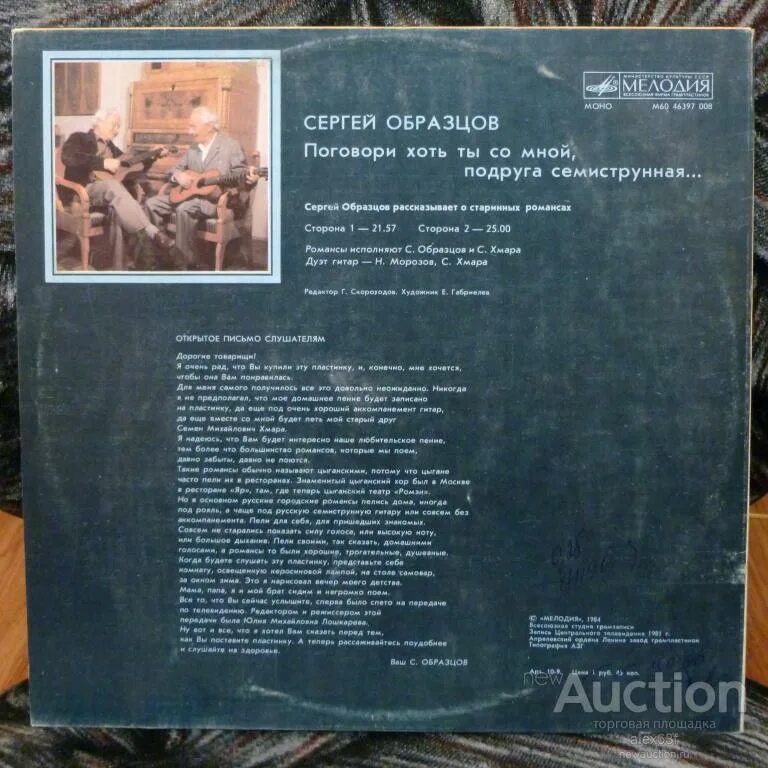 МИНИСТЕРСТВО КУЛЬТУРЫ СССР
МЕЛОДИЯ
ВСЕСОЮЗНАЯ ФИРМА ГРАМПЛАСТИНОК
МОНО М60 46397 008
СЕРГЕЙ ОБРАЗЦОВ
Поговори хоть ты со мной,
подруга семиструнная...
Сергей Образцов рассказывает о старинных романсах
Сторона 1 — 21.57 Сторона 2 — 25.00
Романсы исполняют С. Образцов и С. Хмара
Дуэт гитар — Н. Морозов, С. Хмара
Редактор Г. Скороходов. Художник Е. Габриелев
ОТКРЫТОЕ ПИСЬМО СЛУШАТЕЛЯМ
Дорогие товарищи!
Я очень рад, что Вы купили эту пластинку, и, конечно, мне хочется,
чтобы она Вам понравилась.
Для меня самого получилось все это довольно неожиданно. Никогда
я не предполагал, что мое домашнее пение будет записано
на пластинку, да еще под очень хороший аккомпанемент гитар,
да еще вместе со мной будет петь мой старый друг
Семен Михайлович Хмара.
Я надеюсь, что Вам будет интересно наше любительское пение,
тем более что большинство романсов, которые мы поем,
давно забыты, давно не поются.
Такие романсы обычно называют цыганскими, потому что цыгане
часто пели их в ресторанах. Знаменитый цыганский хор был в Москве
в ресторане «Яр», там, где теперь цыганский театр «Ромэн».
Но в основном русские городские романсы пелись дома, иногда
под рояль, а чаще под русскую семиструнную гитару или совсем без
аккомпанемента. Пели для себя, для пришедших знакомых.
Совсем не старались показать силу голоса, или высокую ноту,
или большое дыхание. Пели своими, так сказать, домашними
голосами, а романсы то были хорошие, трогательные, душевные.
Когда будете слушать эту пластинку, представьте себе
комнату, освещенную керосиновой лампой, на столе самовар,
за окном зима. Это я нарисовал вечер моего детства.
Мама, папа, я и мой брат сидим и негромко поем.
Все то, что Вы сейчас услышите, сперва было спето на передаче
по телевидению. Редактором и режиссером этой
передачи была Юлия Михайловна Лошкарева.
Ну вот и все, что я хотел Вам сказать перед тем,
как Вы поставите пластинку. А теперь рассаживайтесь поудобнее
и слушайте на здоровье.
Ваш С. ОБРАЗЦОВ
© «МЕЛОДИЯ», 1984
Всесоюзная студия грамзаписи
Запись Центрального телевидения 1981 г.
Апрелевский ордена Ленина завод грампластинок
Типография АЗГ
Арт. 10-9. Цена 1 руб. 45 коп.
newAuction
торговая площадка
alex63f
newauction.ru